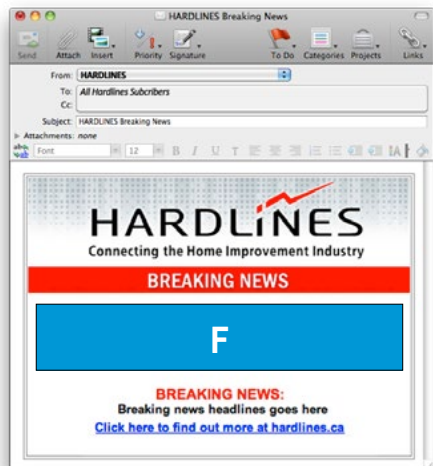 HARDLINES Breaking News
Send Attach Insert Priority Signature To Do Categories Projects Links
From: HARDLINES
To: All Hardlines Subcribers
Cc:
Subject: HARDLINES Breaking News
Attachments: none
abc Font 12 B I U T A
HARDLINES
Connecting the Home Improvement Industry
BREAKING NEWS
F
BREAKING NEWS:
Breaking news headlines goes here
Click here to find out more at hardlines.ca